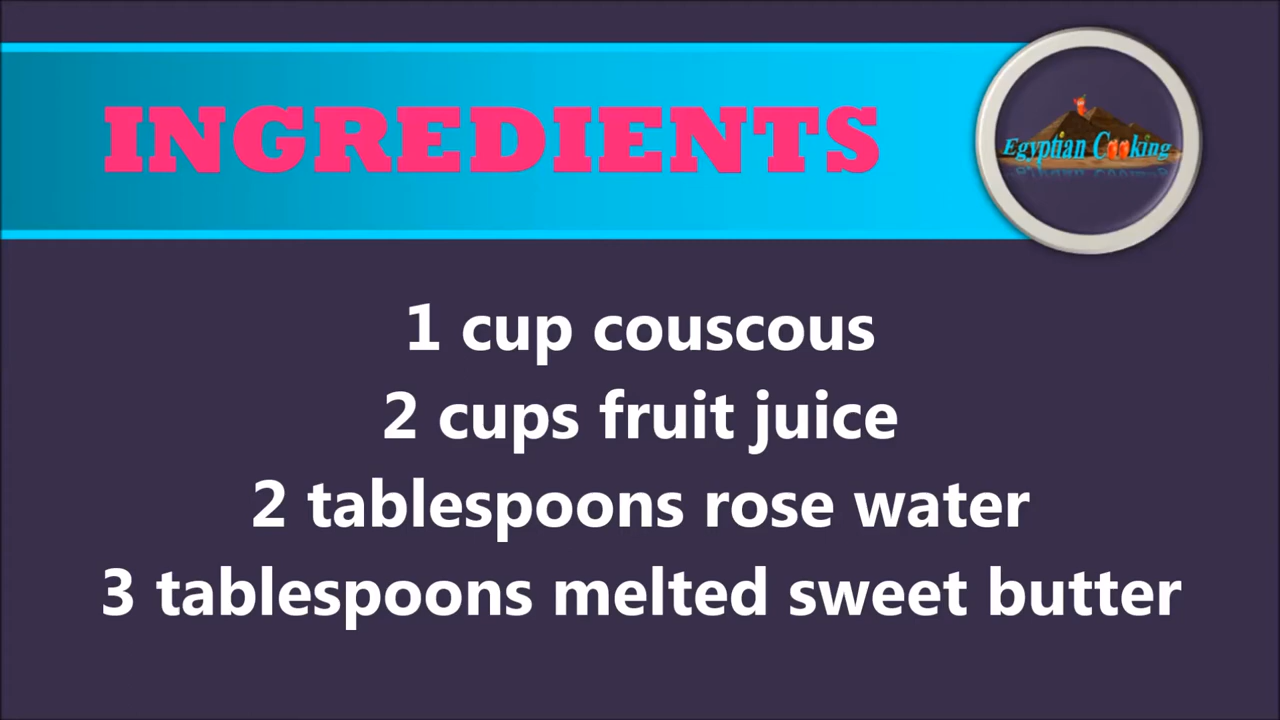 INGREDIENTS
Egyptian Cooking
1 cup couscous
2 cups fruit juice
2 tablespoons rose water
3 tablespoons melted sweet butter